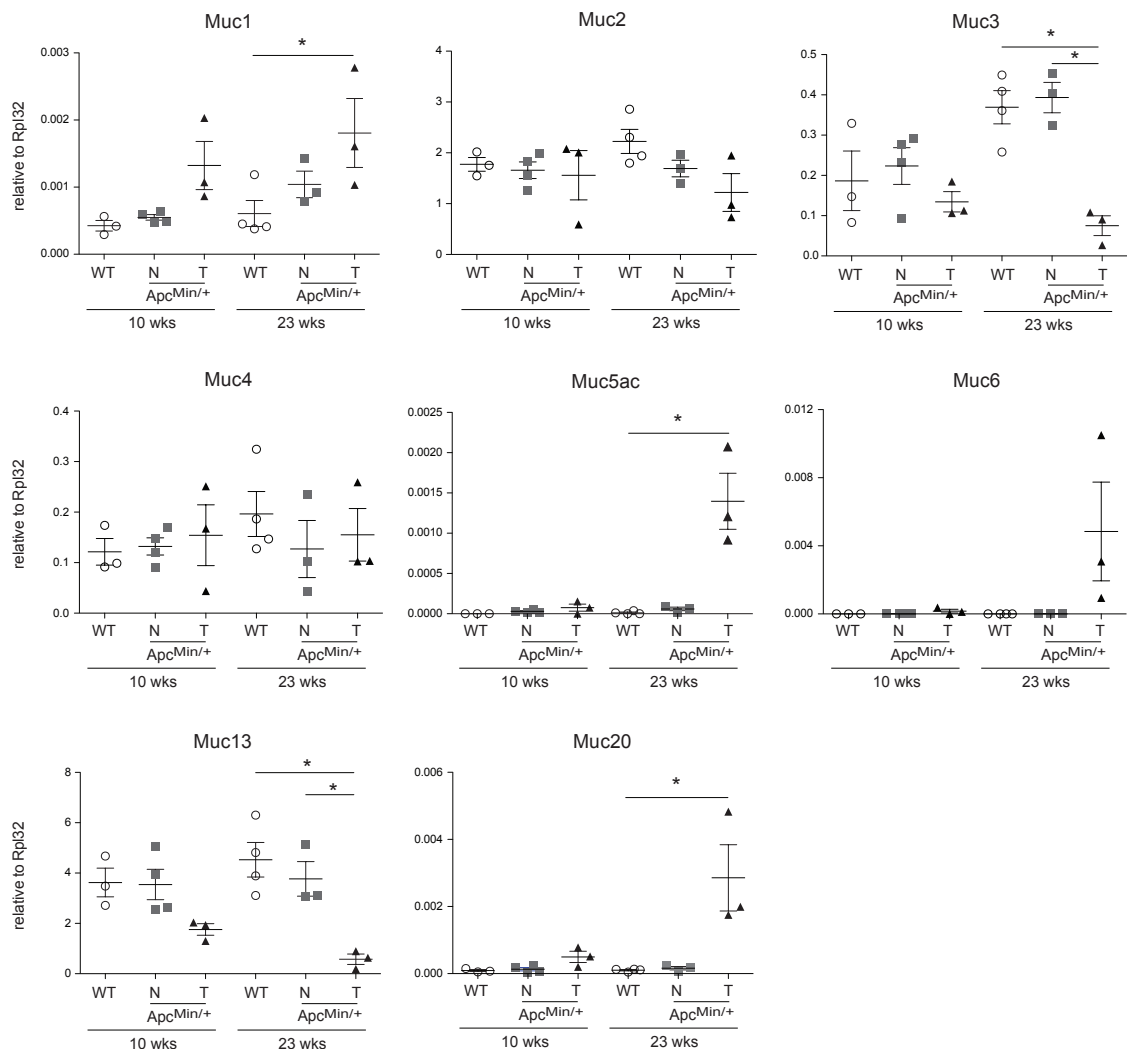 Muc1
relative to Rpl32
0.003
0.002
0.001
0.000
*
WT N T WT N T
ApcMin/+ ApcMin/+
10 wks 23 wks
Muc2
4
3
2
1
0
WT N T WT N T
ApcMin/+ ApcMin/+
10 wks 23 wks
Muc3
0.5
0.4
0.3
0.2
0.1
0.0
*
*
WT N T WT N T
ApcMin/+ ApcMin/+
10 wks 23 wks
Muc4
relative to Rpl32
0.4
0.3
0.2
0.1
0.0
WT N T WT N T
ApcMin/+ ApcMin/+
10 wks 23 wks
Muc5ac
0.0025
0.0020
0.0015
0.0010
0.0005
0.0000
*
WT N T WT N T
ApcMin/+ ApcMin/+
10 wks 23 wks
Muc6
0.012
0.008
0.004
0.000
WT N T WT N T
ApcMin/+ ApcMin/+
10 wks 23 wks
Muc13
relative to Rpl32
8
6
4
2
0
*
*
WT N T WT N T
ApcMin/+ ApcMin/+
10 wks 23 wks
Muc20
0.006
0.004
0.002
0.000
*
WT N T WT N T
ApcMin/+ ApcMin/+
10 wks 23 wks